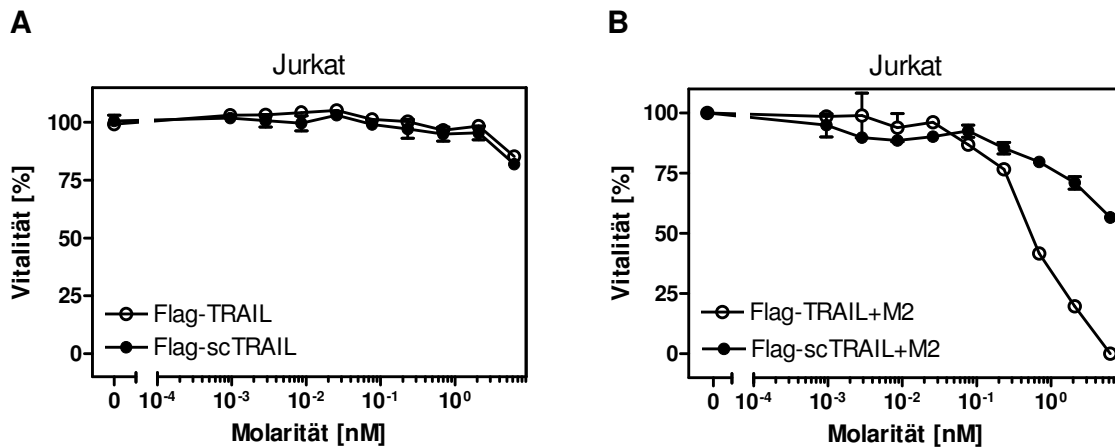 A
Jurkat
Vitalität [%]
100
75
50
25
0
Flag-TRAIL
Flag-scTRAIL
0 10⁻⁴ 10⁻³ 10⁻² 10⁻¹ 10⁰
Molarität [nM]
B
Jurkat
Vitalität [%]
100
75
50
25
0
Flag-TRAIL+M2
Flag-scTRAIL+M2
0 10⁻⁴ 10⁻³ 10⁻² 10⁻¹ 10⁰
Molarität [nM]